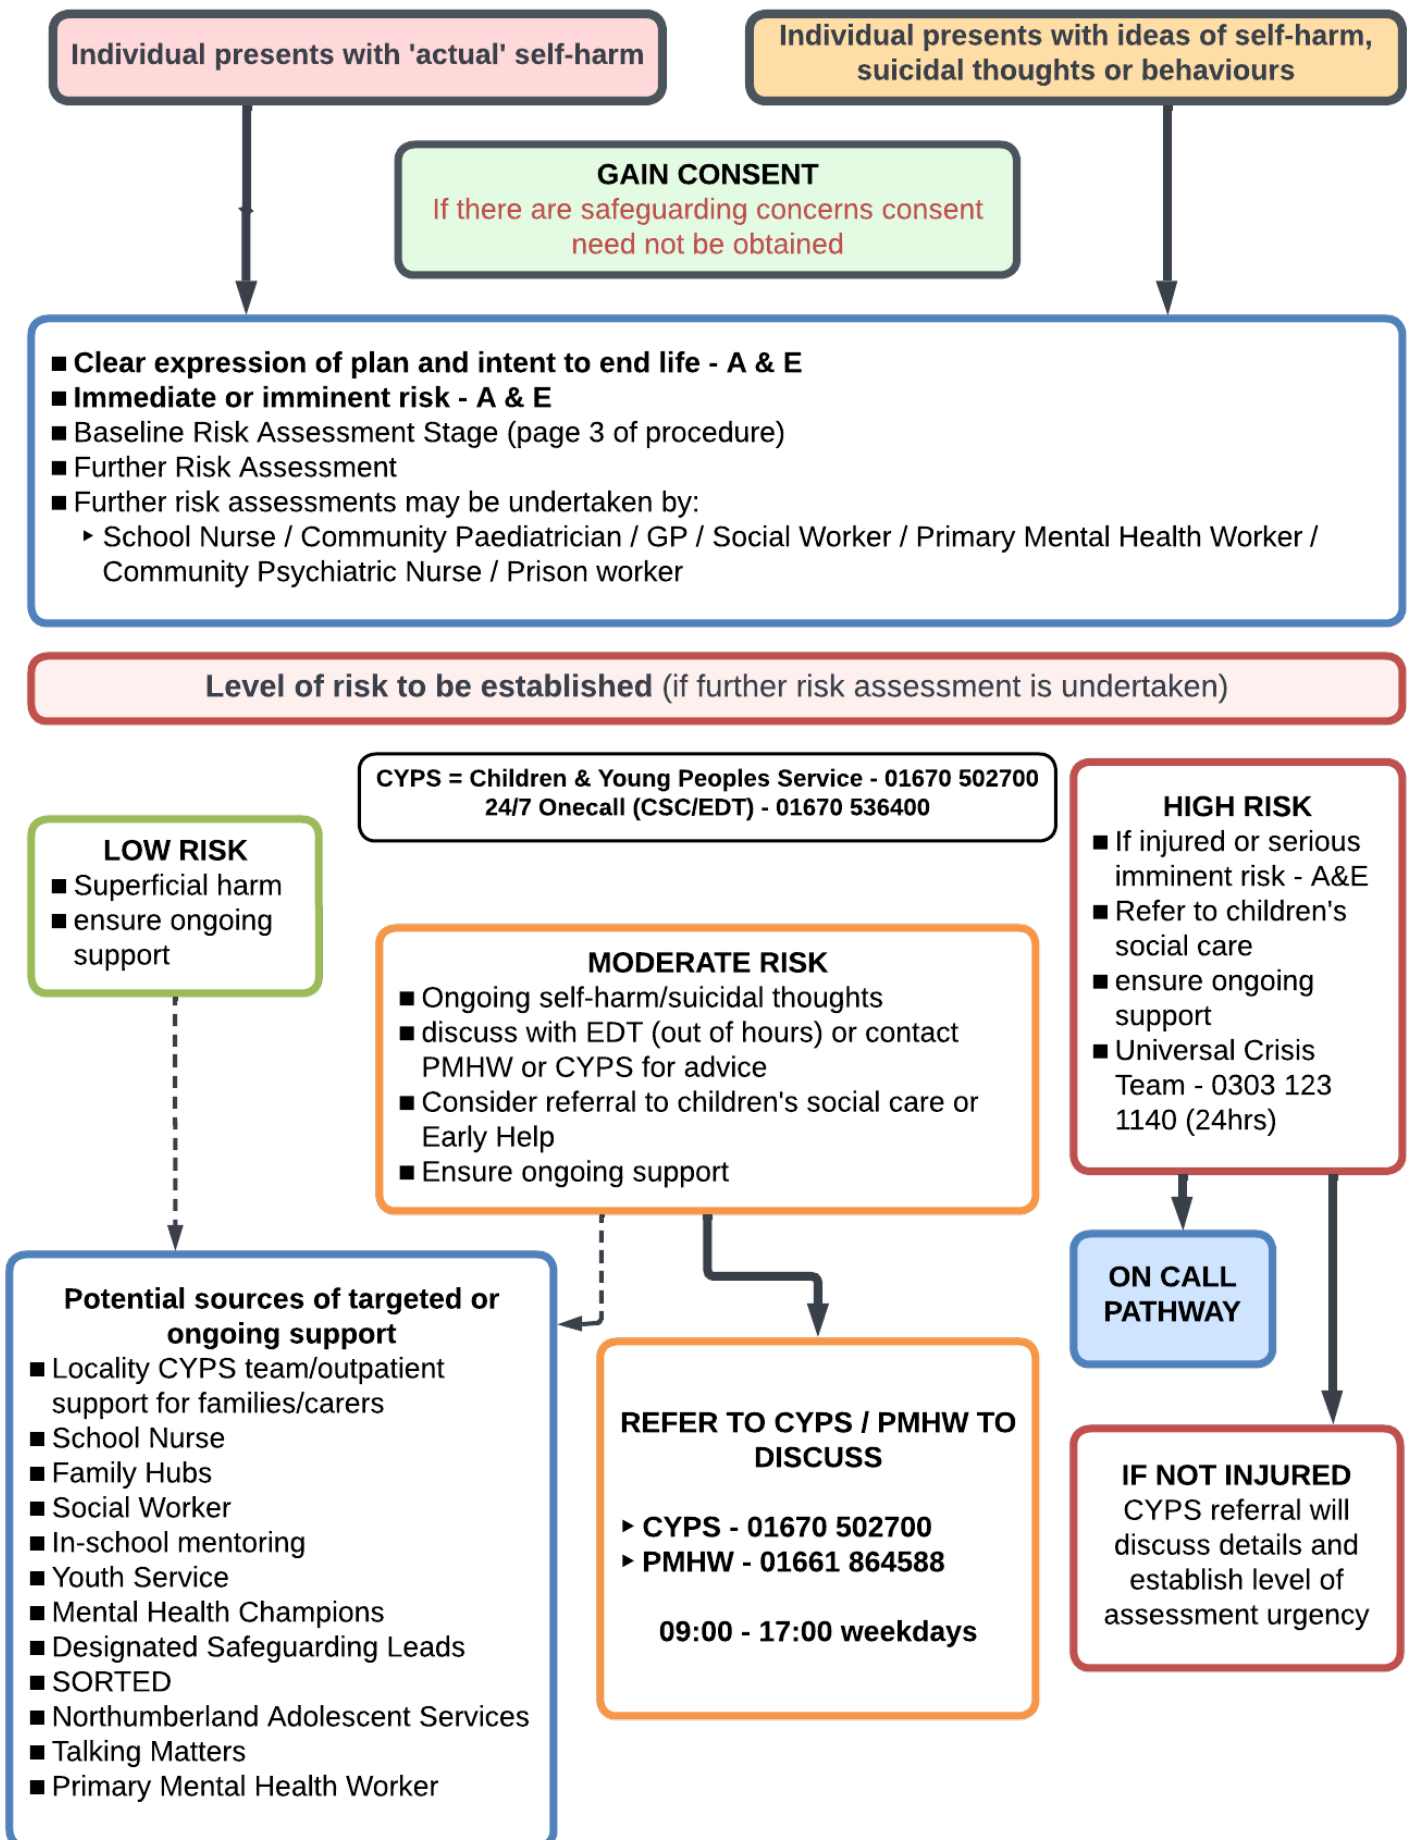 Individual presents with 'actual' self-harm
Individual presents with ideas of self-harm,
suicidal thoughts or behaviours
GAIN CONSENT
If there are safeguarding concerns consent
need not be obtained
■ Clear expression of plan and intent to end life - A & E
■ Immediate or imminent risk - A & E
■ Baseline Risk Assessment Stage (page 3 of procedure)
■ Further Risk Assessment
■ Further risk assessments may be undertaken by:
‣ School Nurse / Community Paediatrician / GP / Social Worker / Primary Mental Health Worker /
Community Psychiatric Nurse / Prison worker
Level of risk to be established (if further risk assessment is undertaken)
CYPS = Children & Young Peoples Service - 01670 502700
24/7 Onecall (CSC/EDT) - 01670 536400
LOW RISK
■ Superficial harm
■ ensure ongoing
support
MODERATE RISK
■ Ongoing self-harm/suicidal thoughts
■ discuss with EDT (out of hours) or contact
PMHW or CYPS for advice
■ Consider referral to children's social care or
Early Help
■ Ensure ongoing support
HIGH RISK
■ If injured or serious
imminent risk - A&E
■ Refer to children's
social care
■ ensure ongoing
support
■ Universal Crisis
Team - 0303 123
1140 (24hrs)
Potential sources of targeted or
ongoing support
■ Locality CYPS team/outpatient
support for families/carers
■ School Nurse
■ Family Hubs
■ Social Worker
■ In-school mentoring
■ Youth Service
■ Mental Health Champions
■ Designated Safeguarding Leads
■ SORTED
■ Northumberland Adolescent Services
■ Talking Matters
■ Primary Mental Health Worker
REFER TO CYPS / PMHW TO
DISCUSS
‣ CYPS - 01670 502700
‣ PMHW - 01661 864588
09:00 - 17:00 weekdays
ON CALL
PATHWAY
IF NOT INJURED
CYPS referral will
discuss details and
establish level of
assessment urgency